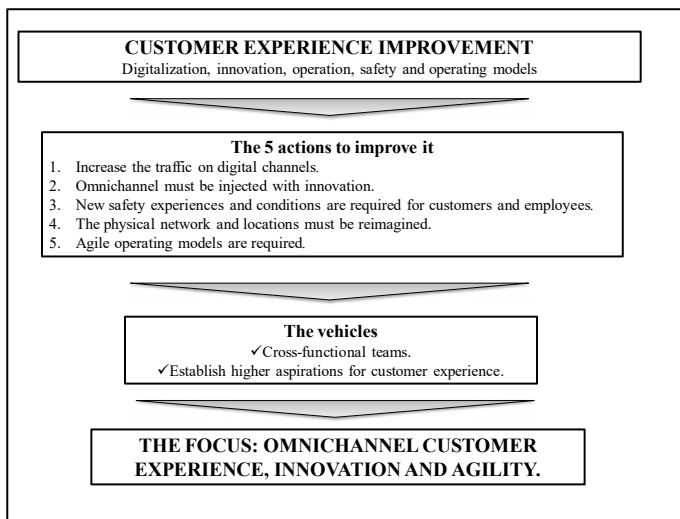 CUSTOMER EXPERIENCE IMPROVEMENT
Digitalization, innovation, operation, safety and operating models
The 5 actions to improve it
1. Increase the traffic on digital channels.
2. Omnichannel must be injected with innovation.
3. New safety experiences and conditions are required for customers and employees.
4. The physical network and locations must be reimagined.
5. Agile operating models are required.
The vehicles
✓Cross-functional teams.
✓Establish higher aspirations for customer experience.
THE FOCUS: OMNICHANNEL CUSTOMER
EXPERIENCE, INNOVATION AND AGILITY.